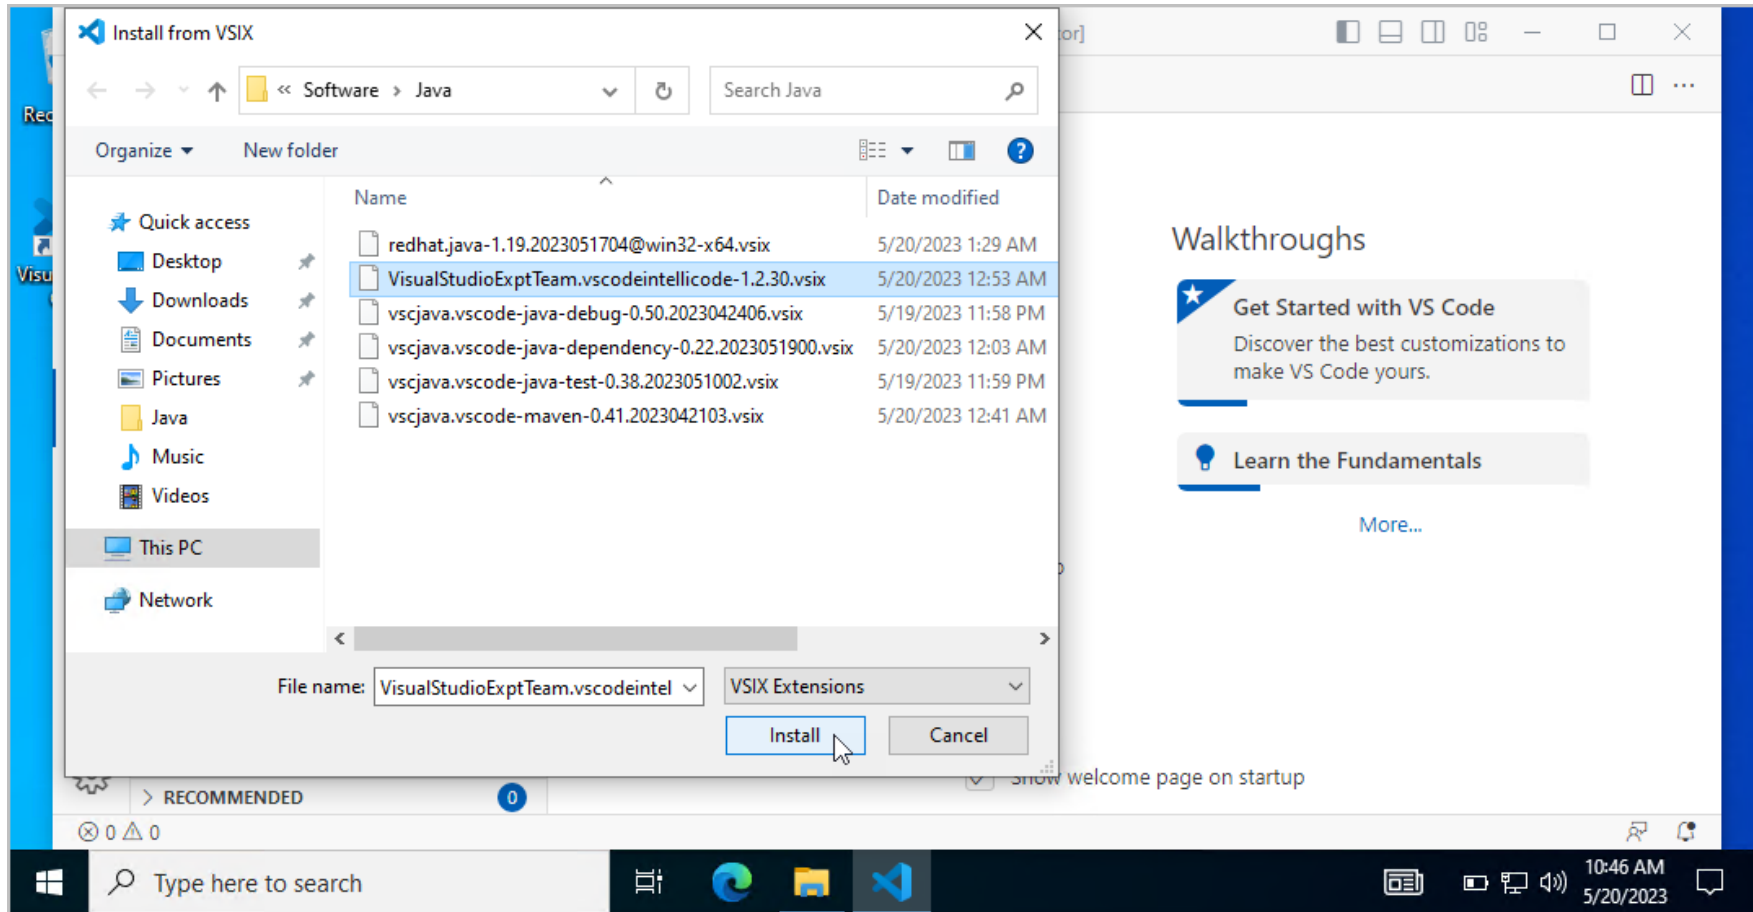 Install from VSIX
tor]
« Software › Java
Search Java
Organize
New folder
Name
Date modified
Quick access
Desktop
Downloads
Documents
Pictures
Java
Music
Videos
This PC
Network
redhat.java-1.19.2023051704@win32-x64.vsix 5/20/2023 1:29 AM
VisualStudioExptTeam.vscodeintellicode-1.2.30.vsix 5/20/2023 12:53 AM
vscjava.vscode-java-debug-0.50.2023042406.vsix 5/19/2023 11:58 PM
vscjava.vscode-java-dependency-0.22.2023051900.vsix 5/20/2023 12:03 AM
vscjava.vscode-java-test-0.38.2023051002.vsix 5/19/2023 11:59 PM
vscjava.vscode-maven-0.41.2023042103.vsix 5/20/2023 12:41 AM
File name: VisualStudioExptTeam.vscodeintel
VSIX Extensions
Install
Cancel
Rec
Visu
Walkthroughs
Get Started with VS Code
Discover the best customizations to
make VS Code yours.
Learn the Fundamentals
More...
Show welcome page on startup
RECOMMENDED 0
0 0
Type here to search
10:46 AM
5/20/2023